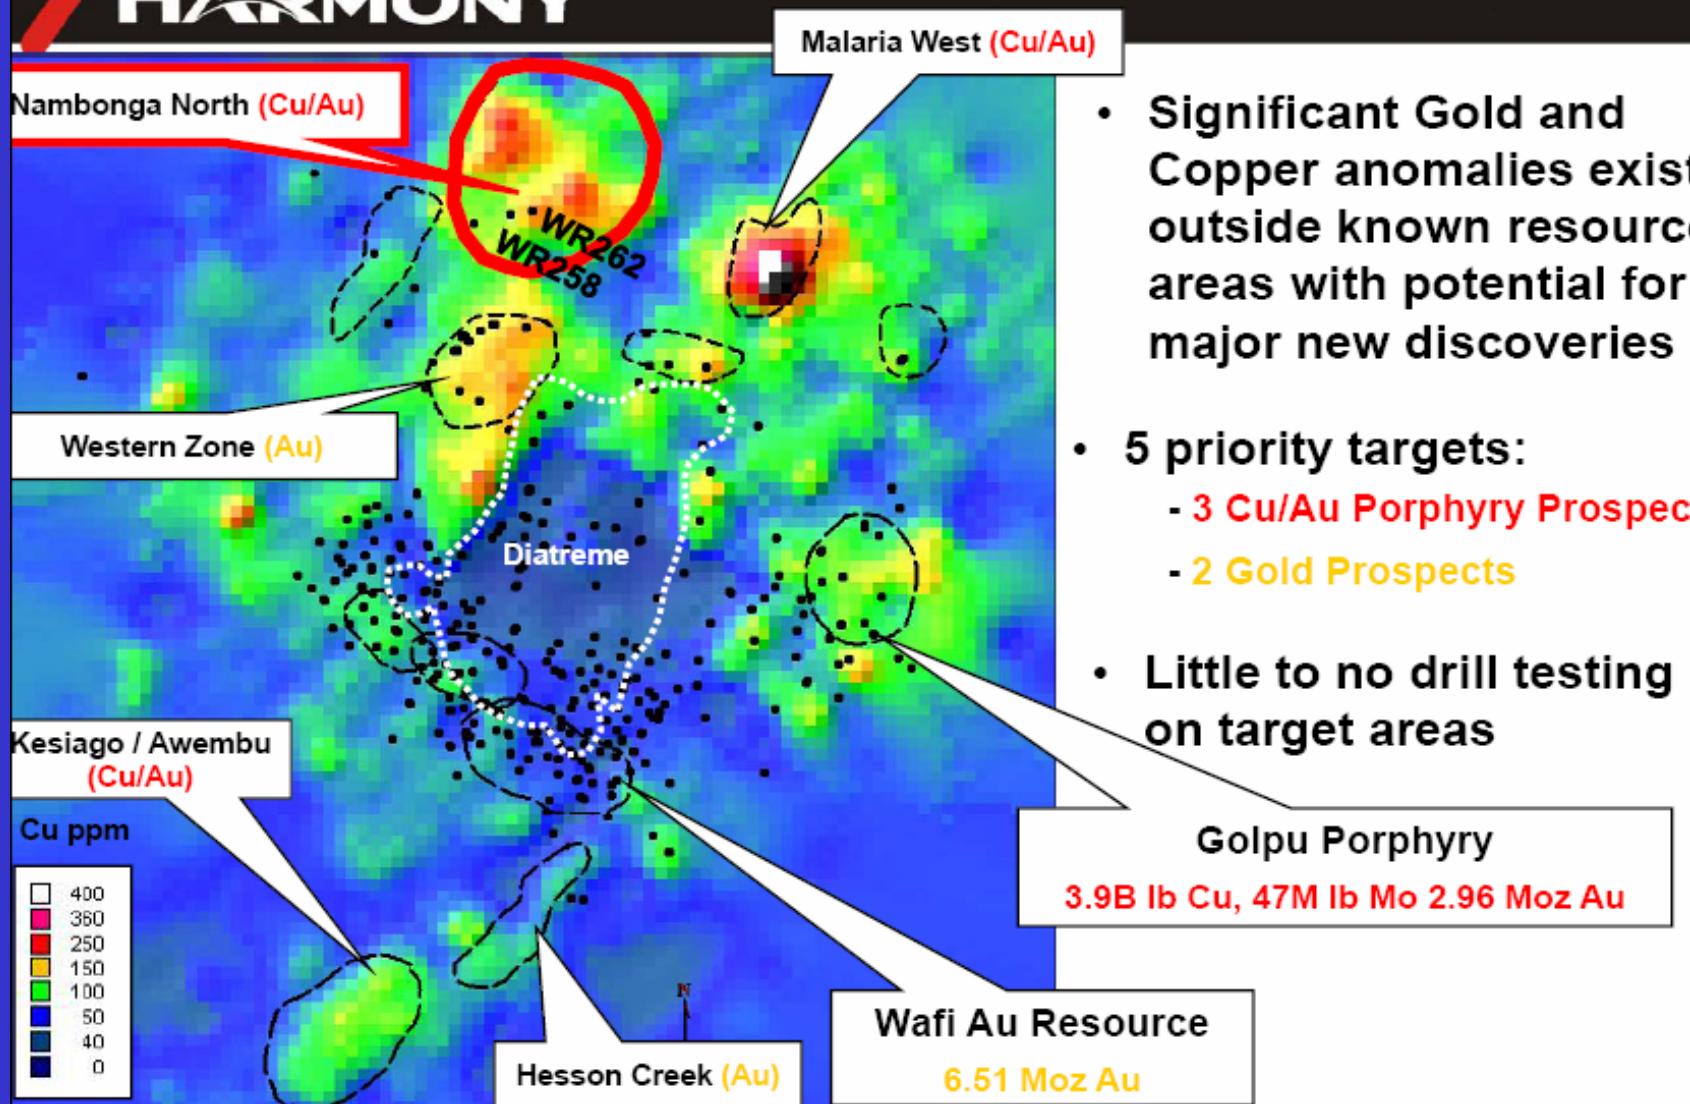 HARMONY
Malaria West (Cu/Au)
Nambonga North (Cu/Au)
WR262
WR258
Western Zone (Au)
Diatreme
Kesiago / Awembu
(Cu/Au)
Cu ppm
400
360
250
150
100
50
40
0
N
Hesson Creek (Au)
Wafi Au Resource
6.51 Moz Au
Golpu Porphyry
3.9B lb Cu, 47M lb Mo 2.96 Moz Au
• Significant Gold and
Copper anomalies exist
outside known resource
areas with potential for
major new discoveries
• 5 priority targets:
- 3 Cu/Au Porphyry Prospec
- 2 Gold Prospects
• Little to no drill testing
on target areas